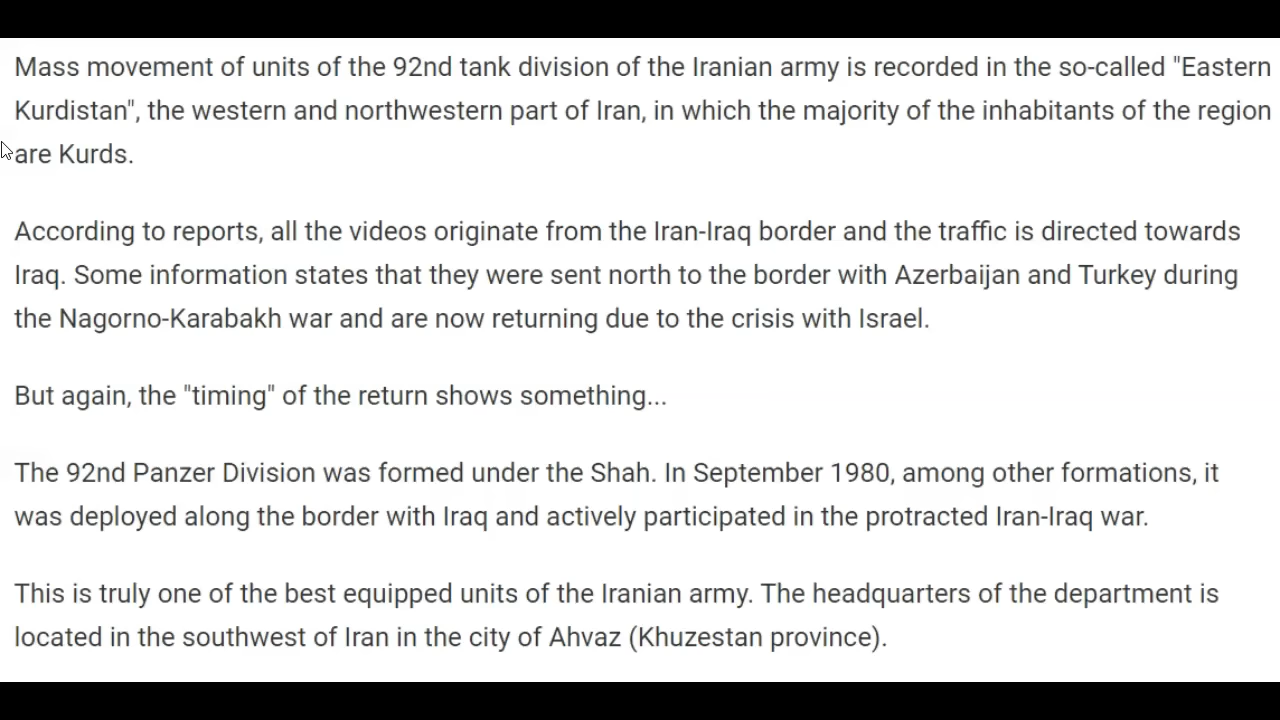 Mass movement of units of the 92nd tank division of the Iranian army is recorded in the so-called "Eastern
Kurdistan", the western and northwestern part of Iran, in which the majority of the inhabitants of the region
are Kurds.
According to reports, all the videos originate from the Iran-Iraq border and the traffic is directed towards
Iraq. Some information states that they were sent north to the border with Azerbaijan and Turkey during
the Nagorno-Karabakh war and are now returning due to the crisis with Israel.
But again, the "timing" of the return shows something...
The 92nd Panzer Division was formed under the Shah. In September 1980, among other formations, it
was deployed along the border with Iraq and actively participated in the protracted Iran-Iraq war.
This is truly one of the best equipped units of the Iranian army. The headquarters of the department is
located in the southwest of Iran in the city of Ahvaz (Khuzestan province).